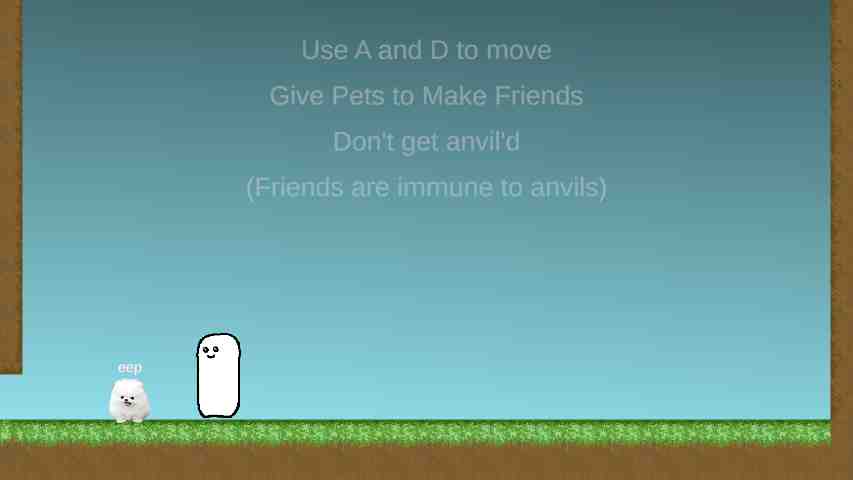 Use A and D to move
Give Pets to Make Friends
Don't get anvil'd
(Friends are immune to anvils)
eep